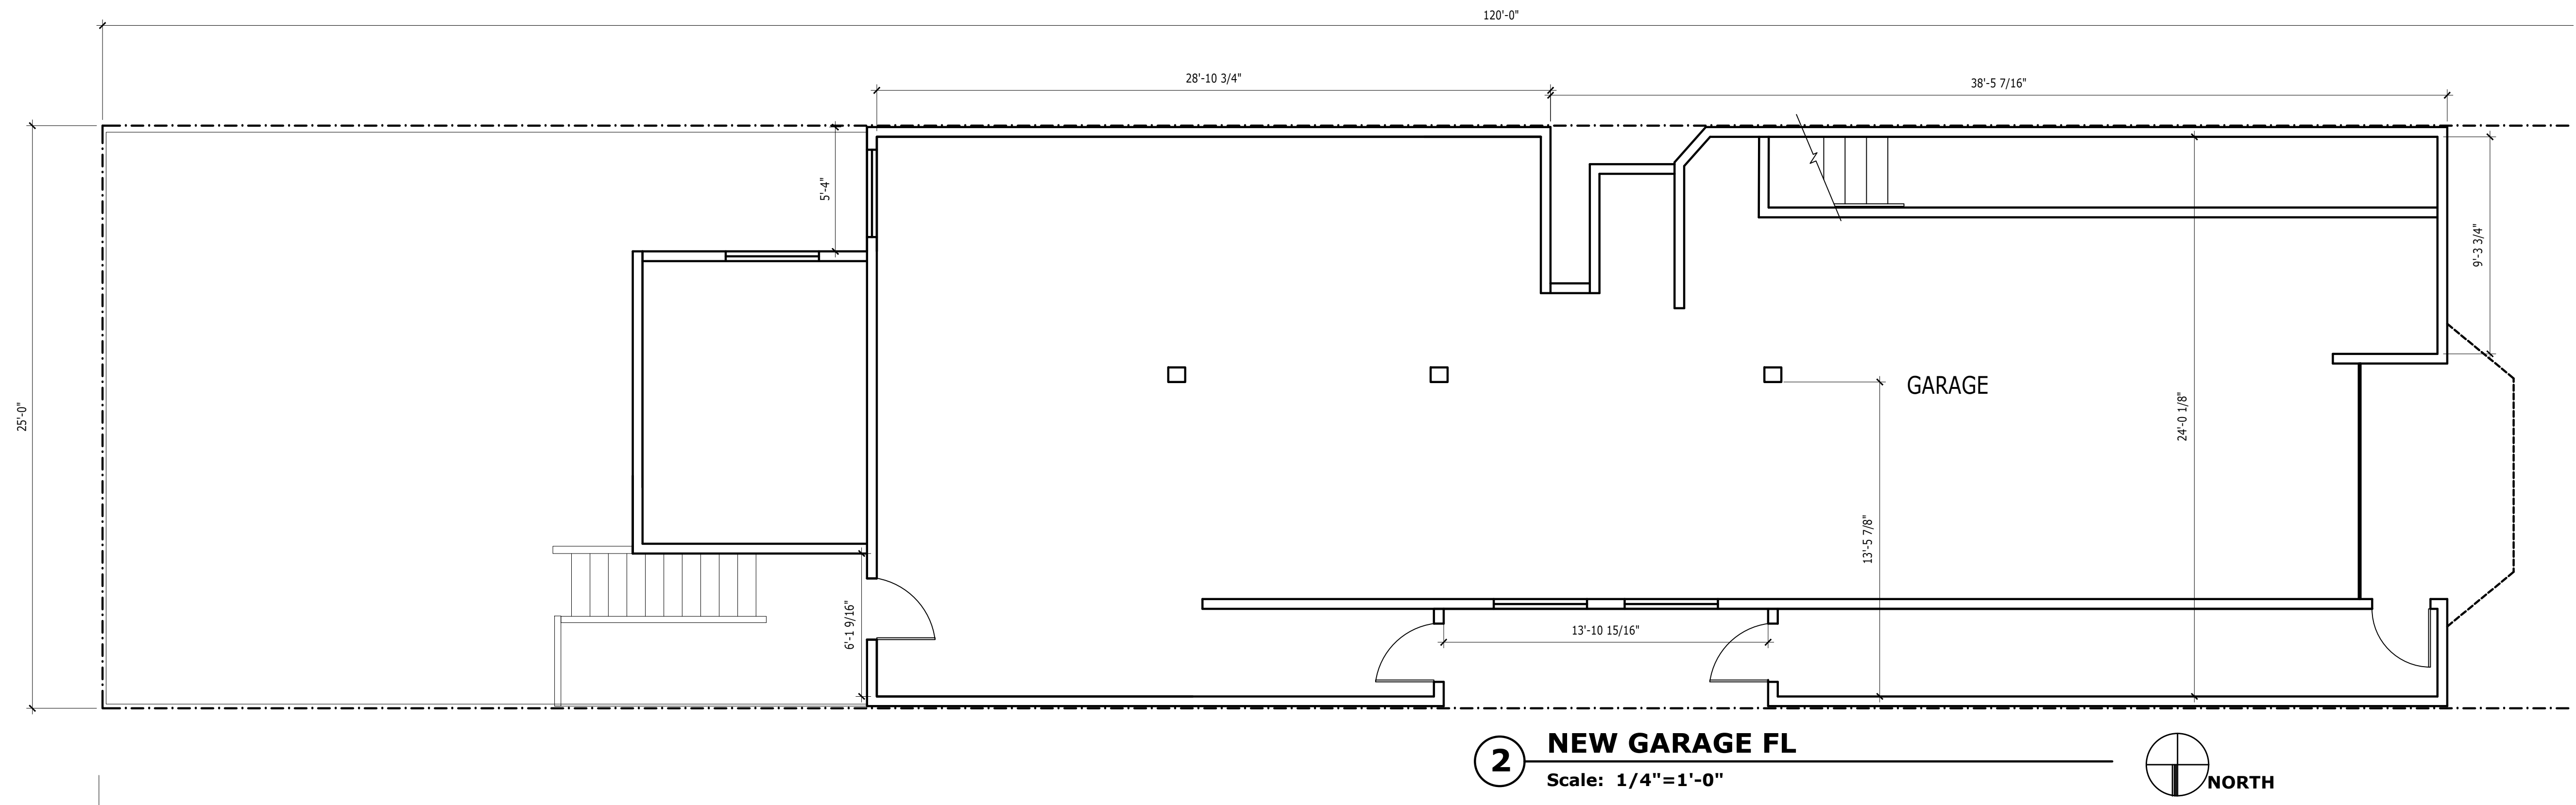 120'-0"
28'-10 3/4"
38'-5 7/16"
5'-4"
9'-3 3/4"
25'-0"
GARAGE
24'-0 1/8"
13'-5 7/8"
6'-1 9/16"
13'-10 15/16"
2
NEW GARAGE FL
Scale: 1/4"=1'-0"
NORTH